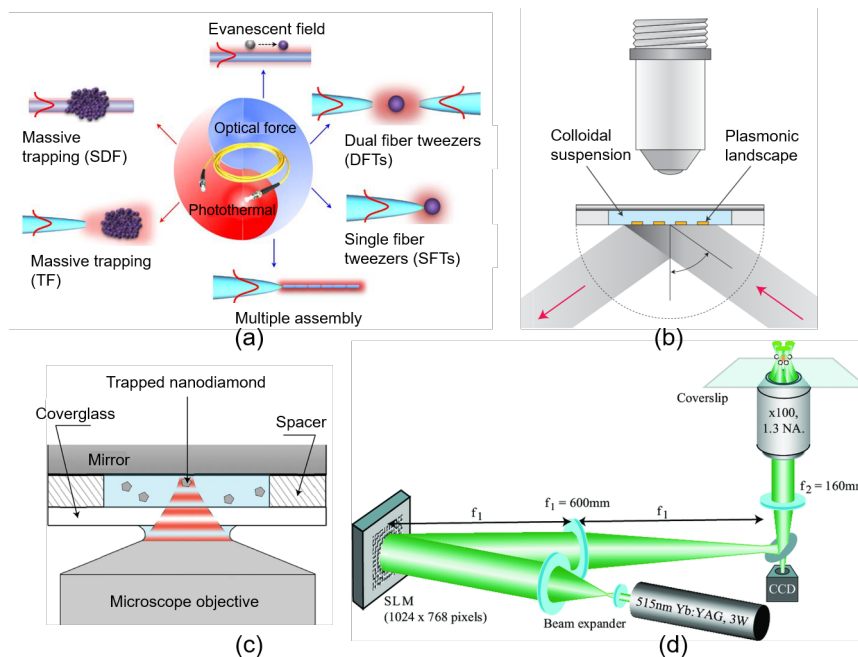 Evanescent field
Massive
trapping (SDF)
Optical force
Dual fiber tweezers
(DFTs)
Photothermal
Massive trapping
(TF)
Single fiber
tweezers (SFTs)
Multiple assembly
(a)
Colloidal
suspension
Plasmonic
landscape
(b)
Trapped nanodiamond
Coverglass
Spacer
Mirror
Microscope objective
(c)
Coverslip
x100,
1.3 NA.
f₂ = 160mm
f₁
f₁ = 600mm
f₁
SLM
(1024 x 768 pixels)
Beam expander
515nm Yb:YAG, 3W
CCD
(d)